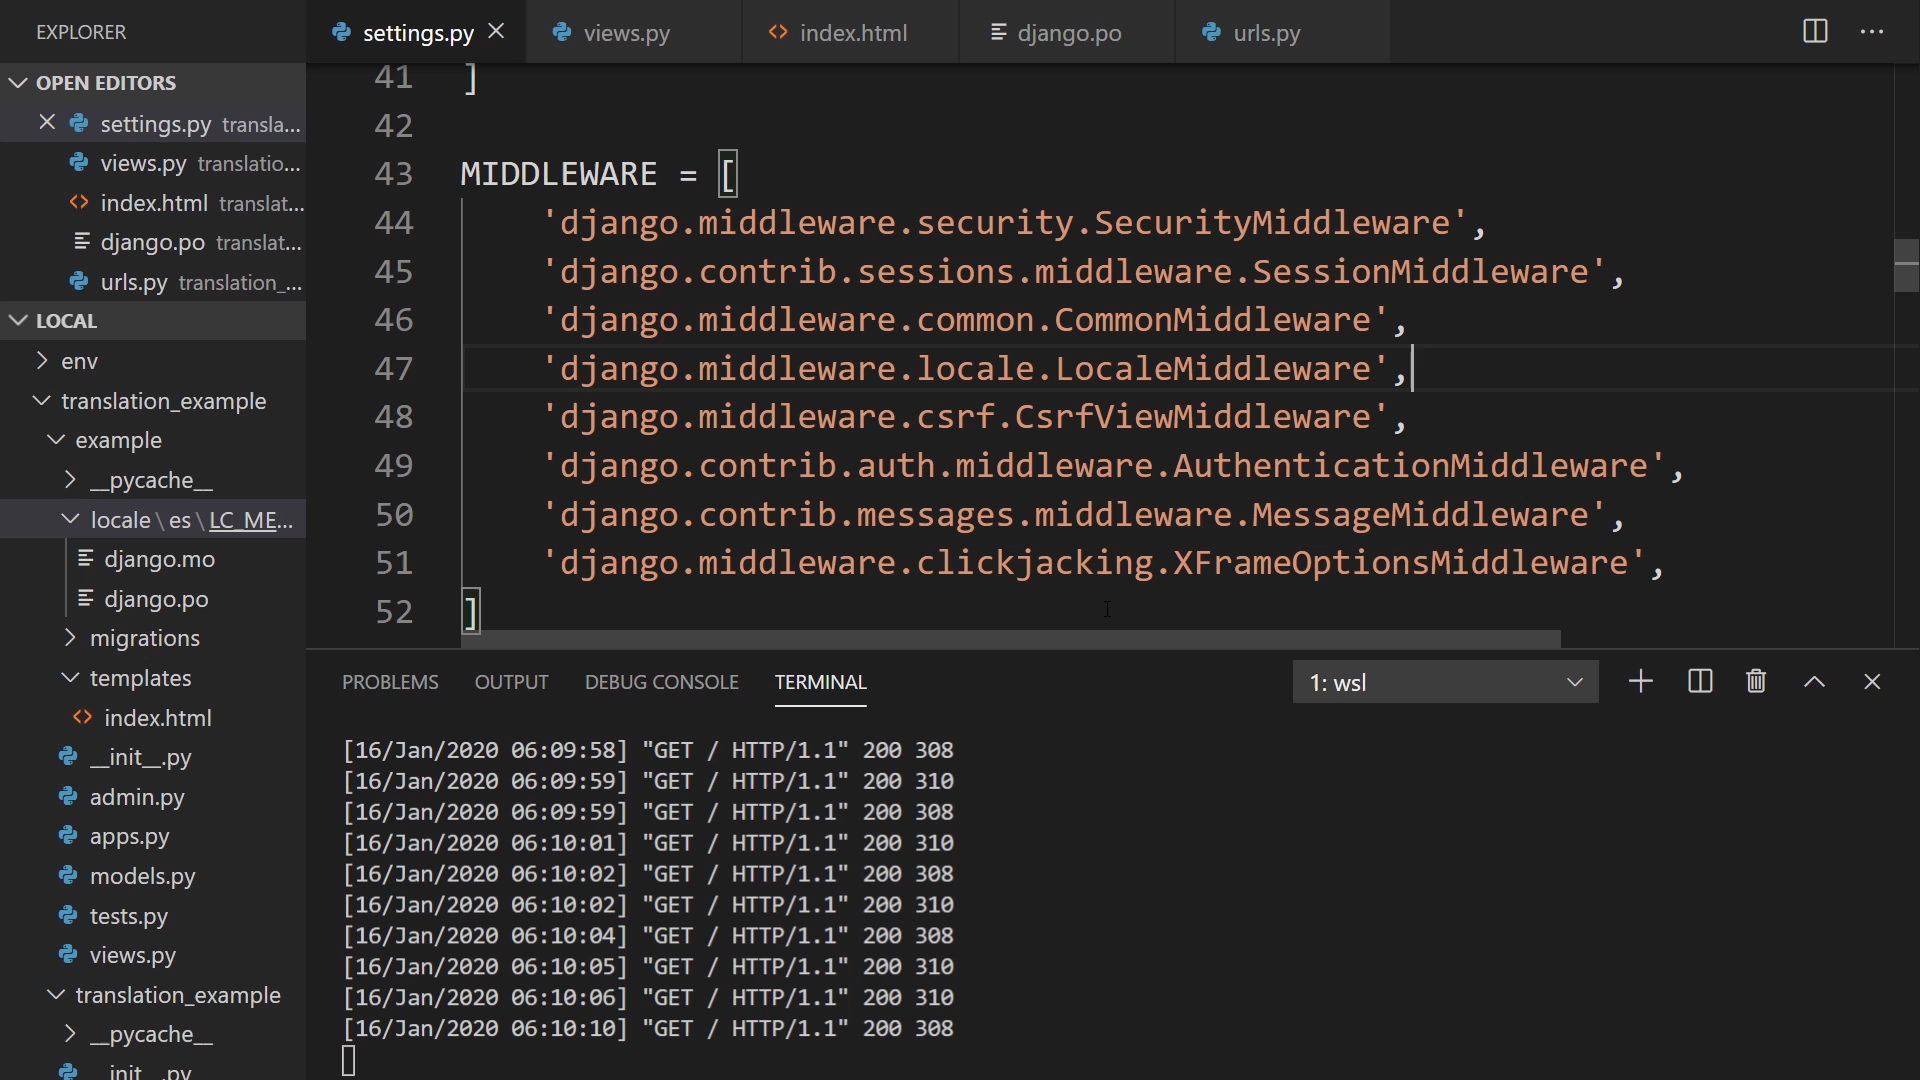 EXPLORER
OPEN EDITORS
settings.py transla...
views.py translatio...
index.html translat...
django.po translat...
urls.py translation_...
LOCAL
env
translation_example
example
__pycache__
locale \ es \ LC_ME...
django.mo
django.po
migrations
templates
index.html
__init__.py
admin.py
apps.py
models.py
tests.py
views.py
translation_example
__pycache__
__init__.py
settings.py
views.py
index.html
django.po
urls.py
41 ]
42
43 MIDDLEWARE = [
44 'django.middleware.security.SecurityMiddleware',
45 'django.contrib.sessions.middleware.SessionMiddleware',
46 'django.middleware.common.CommonMiddleware',
47 'django.middleware.locale.LocaleMiddleware',
48 'django.middleware.csrf.CsrfViewMiddleware',
49 'django.contrib.auth.middleware.AuthenticationMiddleware',
50 'django.contrib.messages.middleware.MessageMiddleware',
51 'django.middleware.clickjacking.XFrameOptionsMiddleware',
52 ]
PROBLEMS OUTPUT DEBUG CONSOLE TERMINAL
1: wsl
[16/Jan/2020 06:09:58] "GET / HTTP/1.1" 200 308
[16/Jan/2020 06:09:59] "GET / HTTP/1.1" 200 310
[16/Jan/2020 06:09:59] "GET / HTTP/1.1" 200 308
[16/Jan/2020 06:10:01] "GET / HTTP/1.1" 200 310
[16/Jan/2020 06:10:02] "GET / HTTP/1.1" 200 308
[16/Jan/2020 06:10:02] "GET / HTTP/1.1" 200 310
[16/Jan/2020 06:10:04] "GET / HTTP/1.1" 200 308
[16/Jan/2020 06:10:05] "GET / HTTP/1.1" 200 310
[16/Jan/2020 06:10:06] "GET / HTTP/1.1" 200 310
[16/Jan/2020 06:10:10] "GET / HTTP/1.1" 200 308